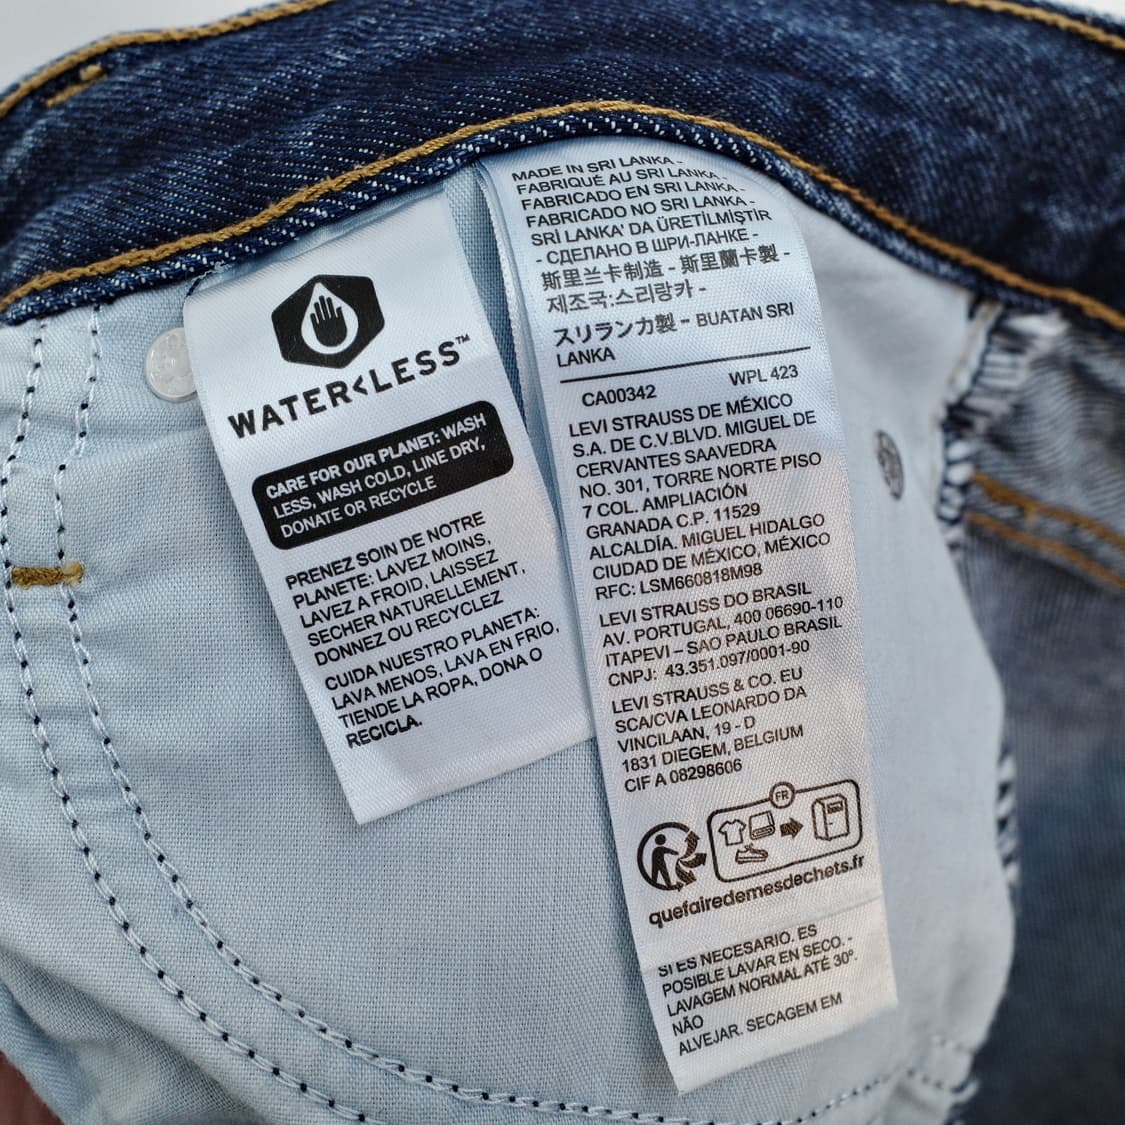 WATER<LESS™
CARE FOR OUR PLANET: WASH
LESS, WASH COLD, LINE DRY,
DONATE OR RECYCLE
PRENEZ SOIN DE NOTRE
PLANETE: LAVEZ MOINS,
LAVEZ A FROID, LAISSEZ
SECHER NATURELLEMENT,
DONNEZ OU RECYCLEZ
CUIDA NUESTRO PLANETA:
LAVA MENOS, LAVA EN FRIO,
TIENDE LA ROPA, DONA O
RECICLA.
MADE IN SRI LANKA -
FABRIQUÉ AU SRI LANKA -
FABRICADO EN SRI LANKA -
FABRICADO NO SRI LANKA -
SRİ LANKA' DA ÜRETİLMİŞTİR
- СДЕЛАНО В ШРИ-ЛАНКЕ -
斯里兰卡制造 - 斯里蘭卡製 -
제조국:스리랑카 -
スリランカ製 - BUATAN SRI
LANKA
CA00342 WPL 423
LEVI STRAUSS DE MÉXICO
S.A. DE C.V.BLVD. MIGUEL DE
CERVANTES SAAVEDRA
NO. 301, TORRE NORTE PISO
7 COL. AMPLIACIÓN
GRANADA C.P. 11529
ALCALDÍA. MIGUEL HIDALGO
CIUDAD DE MÉXICO, MÉXICO
RFC: LSM660818M98
LEVI STRAUSS DO BRASIL
AV. PORTUGAL, 400 06690-110
ITAPEVI – SAO PAULO BRASIL
CNPJ: 43.351.097/0001-90
LEVI STRAUSS & CO. EU
SCA/CVA LEONARDO DA
VINCILAAN, 19 - D
1831 DIEGEM, BELGIUM
CIF A 08298606
FR
quefairedemesdechets.fr
SI ES NECESARIO. ES
POSIBLE LAVAR EN SECO. -
LAVAGEM NORMAL ATÉ 30°.
NÃO
ALVEJAR. SECAGEM EM